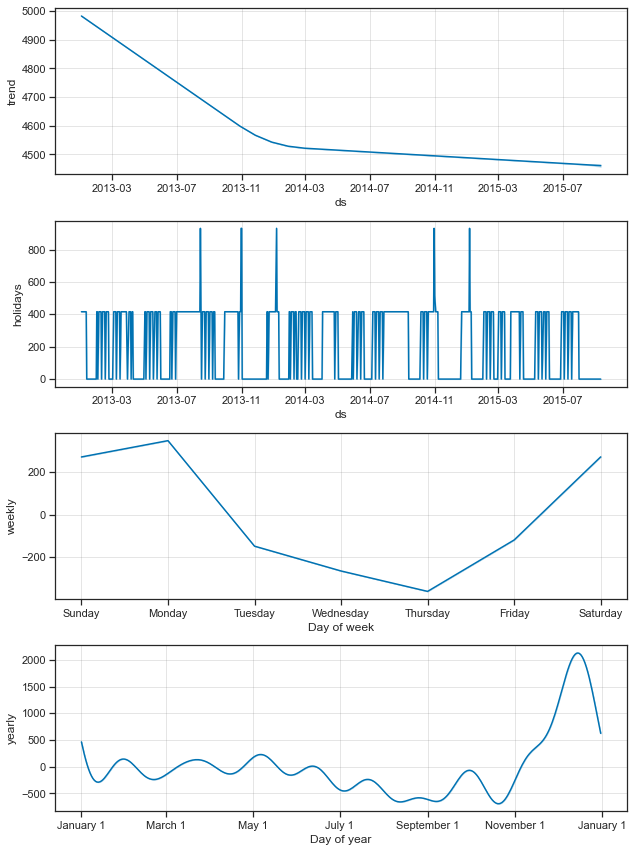 5000
4900
4800
4700
4600
4500
trend
2013-03 2013-07 2013-11 2014-03 2014-07 2014-11 2015-03 2015-07
ds
800
600
400
200
0
holidays
2013-03 2013-07 2013-11 2014-03 2014-07 2014-11 2015-03 2015-07
ds
200
0
−200
weekly
Sunday Monday Tuesday Wednesday Thursday Friday Saturday
Day of week
2000
1500
1000
500
0
−500
yearly
January 1 March 1 May 1 July 1 September 1 November 1 January 1
Day of year